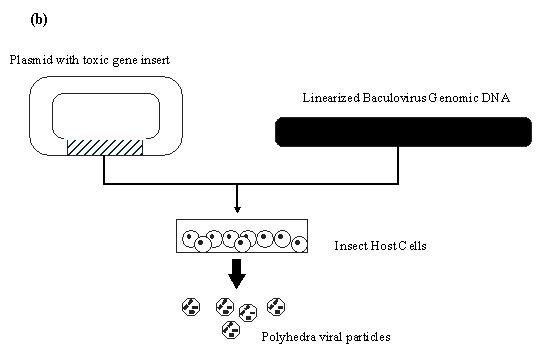 (b)
Plasmid with toxic gene insert
Linearized Baculovirus Genomic DNA
Insect Host Cells
Polyhedra viral particles